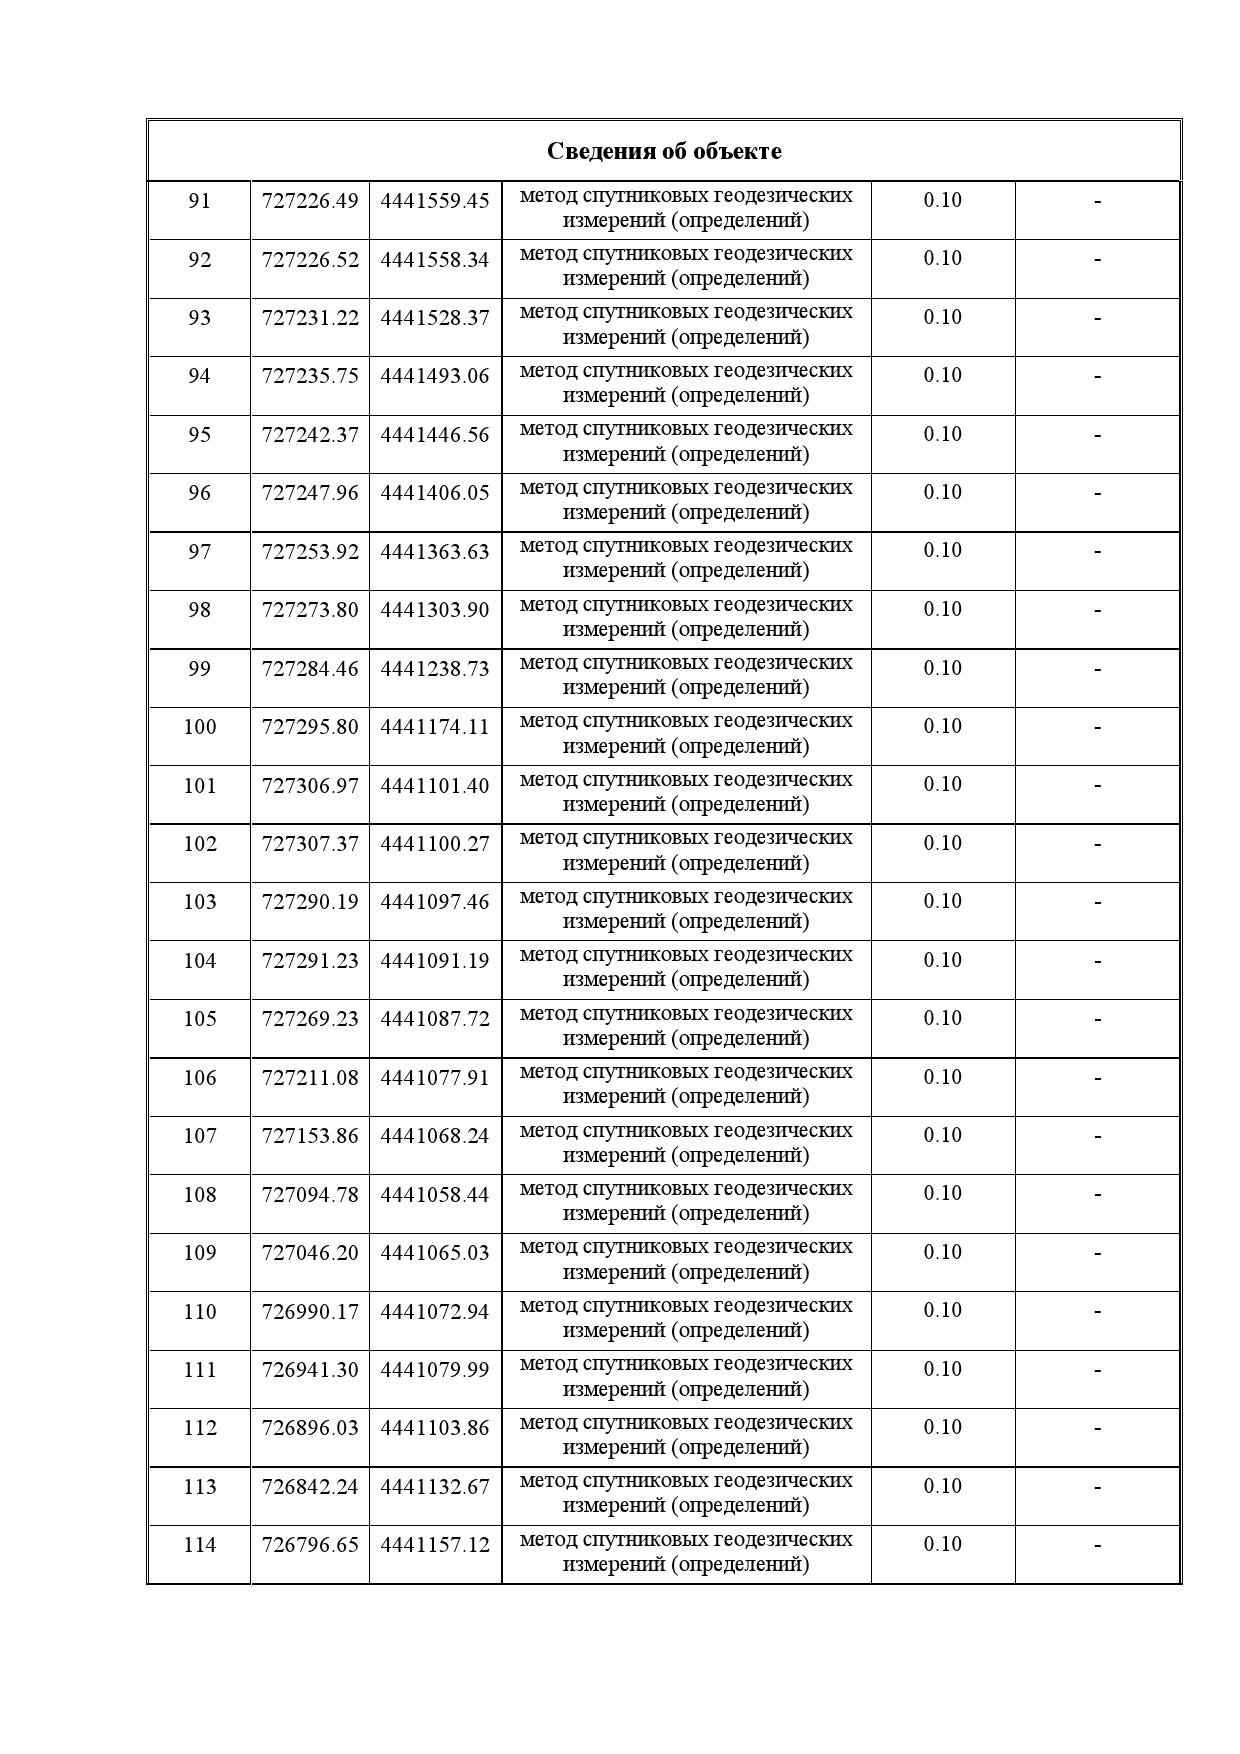 Сведения об объекте
91 727226.49 4441559.45 метод спутниковых геодезических 0.10 -
измерений (определений)
92 727226.52 4441558.34 метод спутниковых геодезических 0.10 -
измерений (определений)
93 727231.22 4441528.37 метод спутниковых геодезических 0.10 -
измерений (определений)
94 727235.75 4441493.06 метод спутниковых геодезических 0.10 -
измерений (определений)
95 727242.37 4441446.56 метод спутниковых геодезических 0.10 -
измерений (определений)
96 727247.96 4441406.05 метод спутниковых геодезических 0.10 -
измерений (определений)
97 727253.92 4441363.63 метод спутниковых геодезических 0.10 -
измерений (определений)
98 727273.80 4441303.90 метод спутниковых геодезических 0.10 -
измерений (определений)
99 727284.46 4441238.73 метод спутниковых геодезических 0.10 -
измерений (определений)
100 727295.80 4441174.11 метод спутниковых геодезических 0.10 -
измерений (определений)
101 727306.97 4441101.40 метод спутниковых геодезических 0.10 -
измерений (определений)
102 727307.37 4441100.27 метод спутниковых геодезических 0.10 -
измерений (определений)
103 727290.19 4441097.46 метод спутниковых геодезических 0.10 -
измерений (определений)
104 727291.23 4441091.19 метод спутниковых геодезических 0.10 -
измерений (определений)
105 727269.23 4441087.72 метод спутниковых геодезических 0.10 -
измерений (определений)
106 727211.08 4441077.91 метод спутниковых геодезических 0.10 -
измерений (определений)
107 727153.86 4441068.24 метод спутниковых геодезических 0.10 -
измерений (определений)
108 727094.78 4441058.44 метод спутниковых геодезических 0.10 -
измерений (определений)
109 727046.20 4441065.03 метод спутниковых геодезических 0.10 -
измерений (определений)
110 726990.17 4441072.94 метод спутниковых геодезических 0.10 -
измерений (определений)
111 726941.30 4441079.99 метод спутниковых геодезических 0.10 -
измерений (определений)
112 726896.03 4441103.86 метод спутниковых геодезических 0.10 -
измерений (определений)
113 726842.24 4441132.67 метод спутниковых геодезических 0.10 -
измерений (определений)
114 726796.65 4441157.12 метод спутниковых геодезических 0.10 -
измерений (определений)